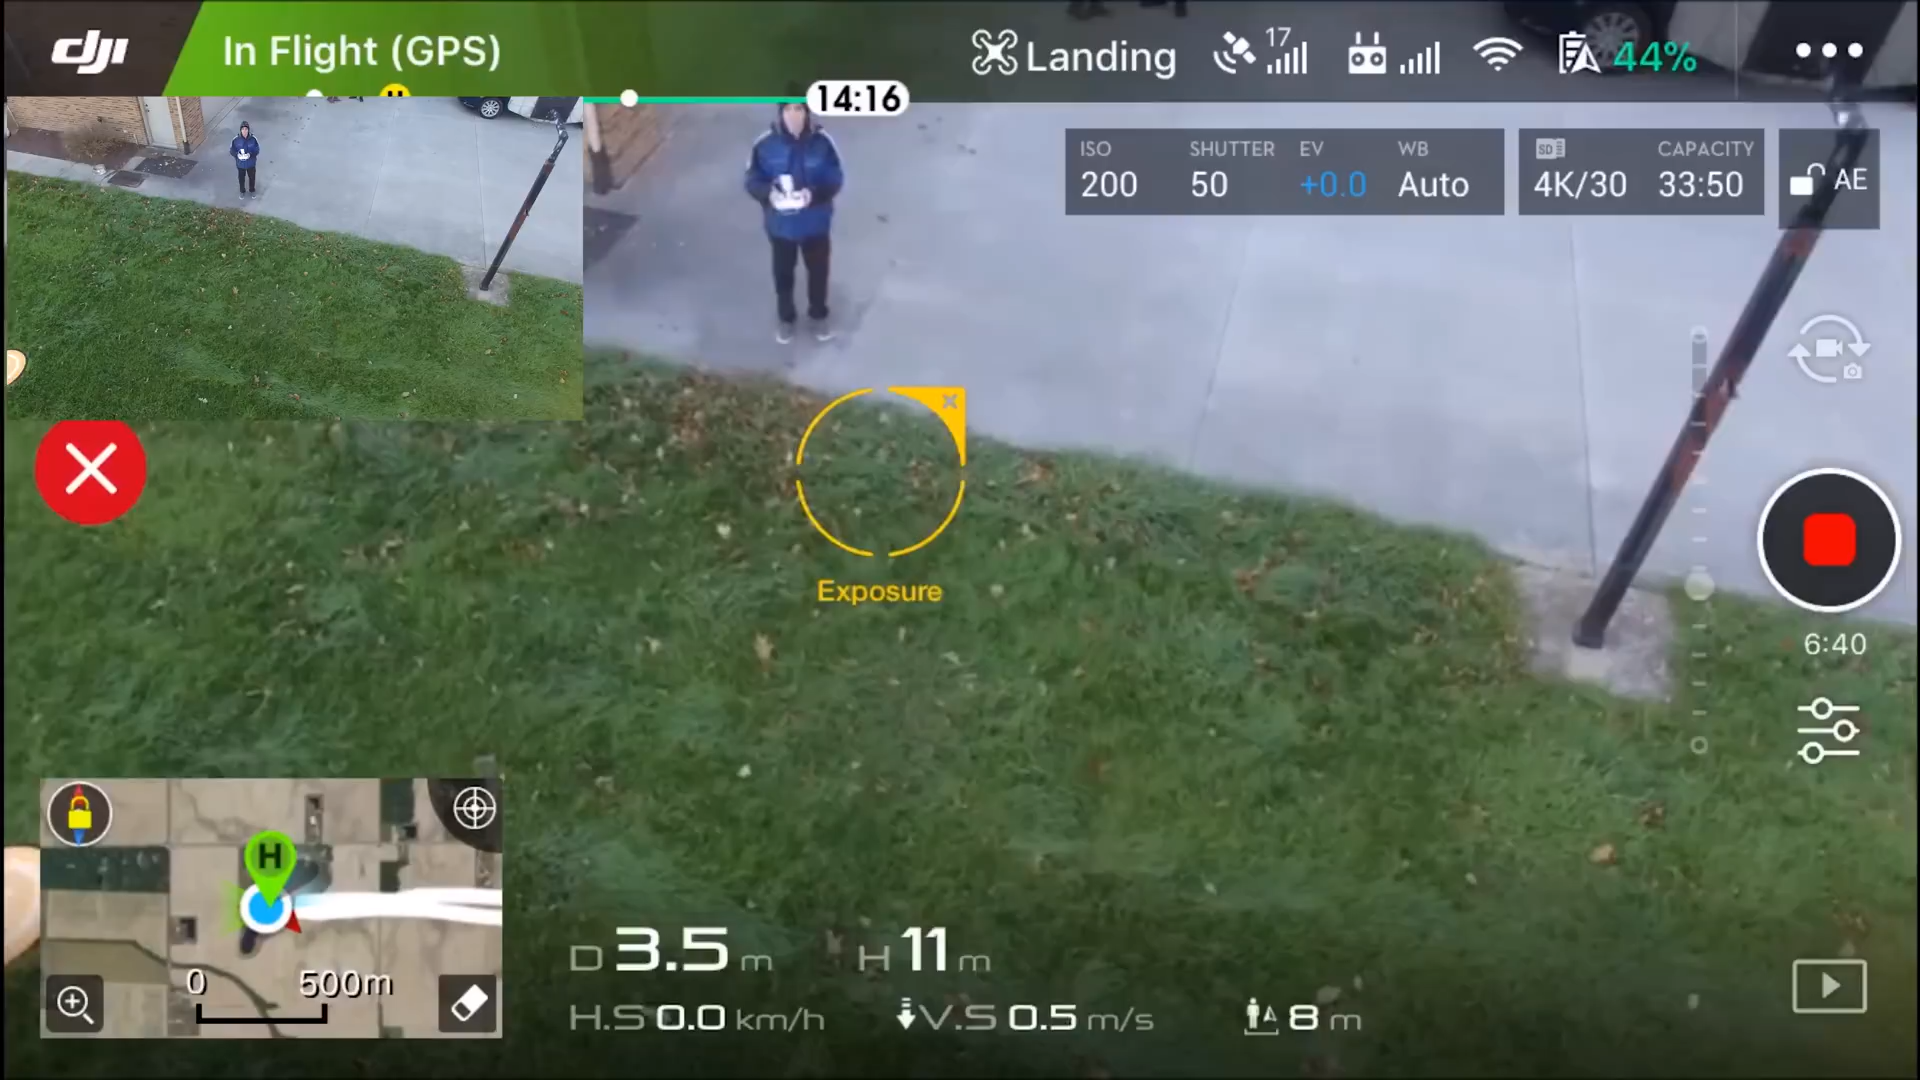 dji In Flight (GPS) Landing 17 44%
H 14:16
ISO SHUTTER EV WB CAPACITY
200 50 +0.0 Auto 4K/30 33:50 AE
SD
Exposure
6:40
H
0 500m
D 3.5 m H 11 m
H.S 0.0 km/h V.S 0.5 m/s 8 m